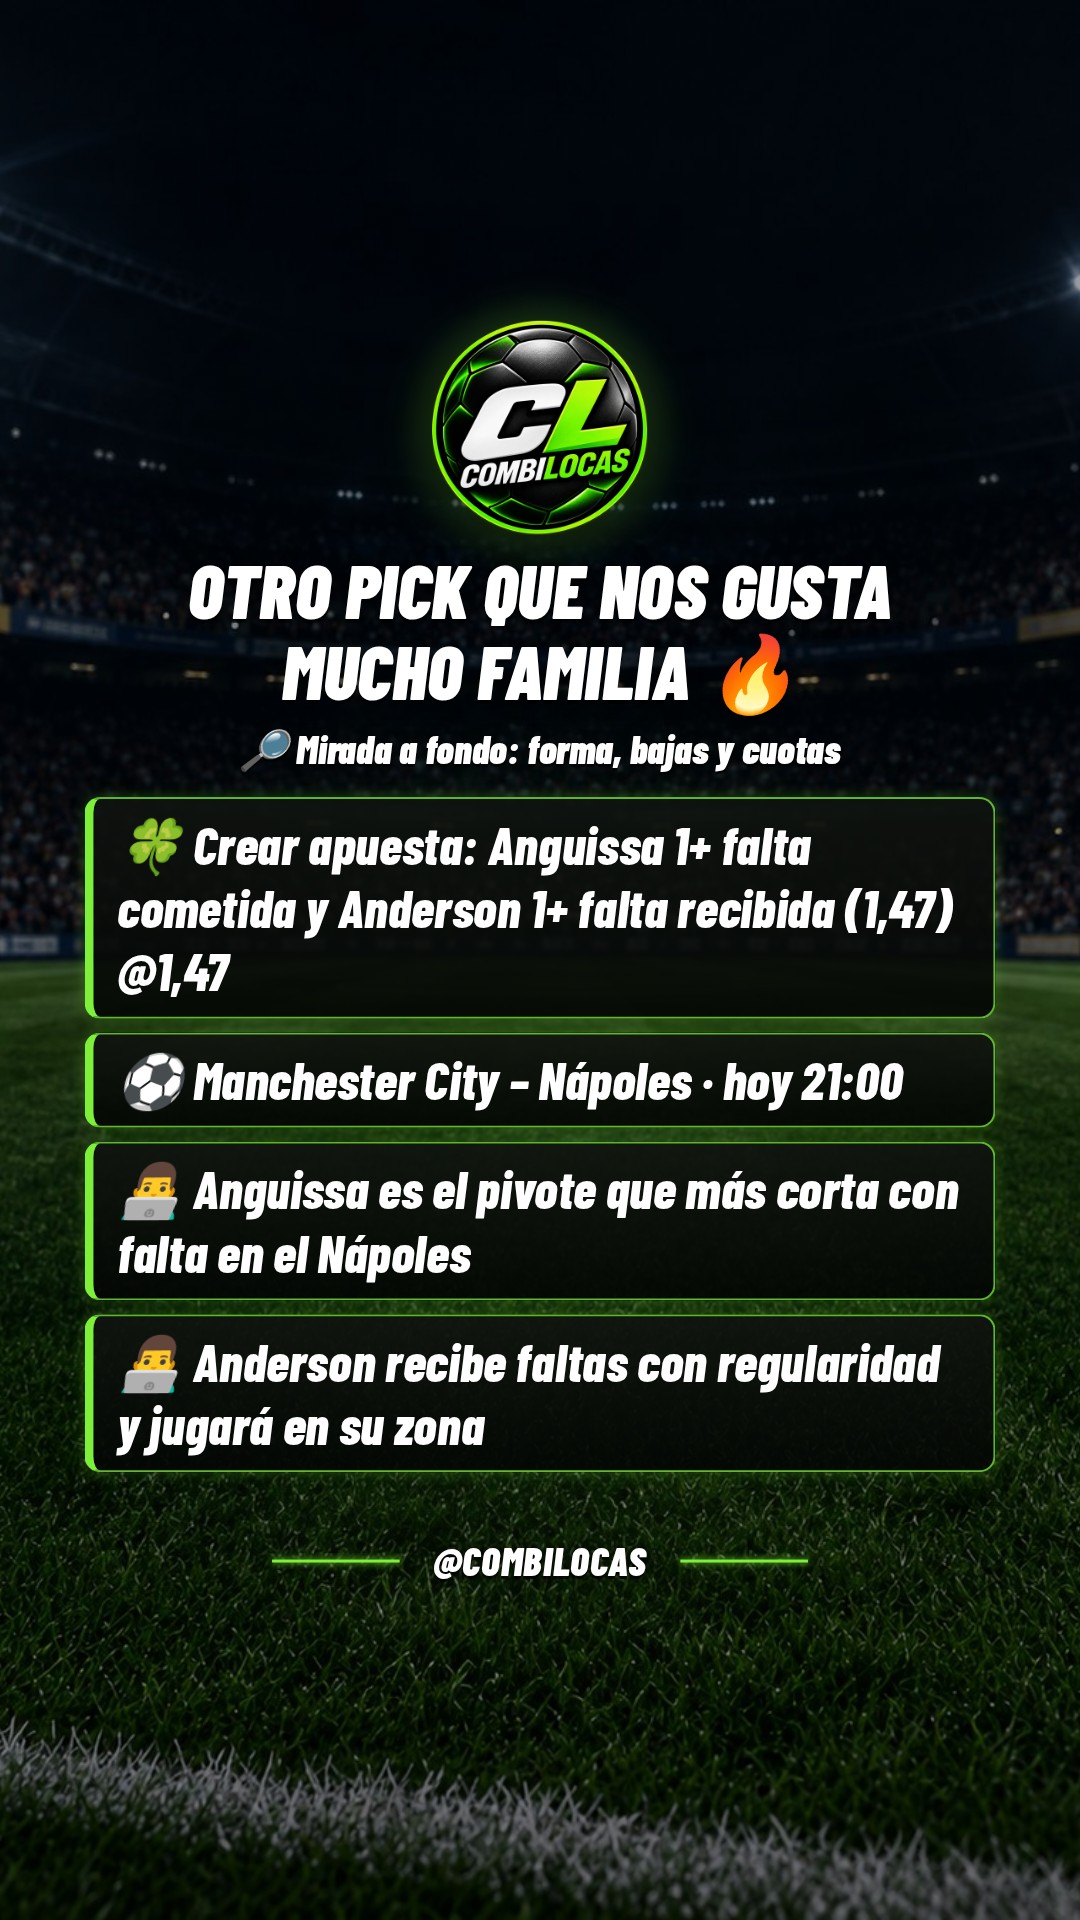 CL
COMBILOCAS
OTRO PICK QUE NOS GUSTA
MUCHO FAMILIA 🔥
🔎 Mirada a fondo: forma, bajas y cuotas
🍀 Crear apuesta: Anguissa 1+ falta
cometida y Anderson 1+ falta recibida (1,47)
@1,47
⚽ Manchester City – Nápoles · hoy 21:00
👨‍💻 Anguissa es el pivote que más corta con
falta en el Nápoles
👨‍💻 Anderson recibe faltas con regularidad
y jugará en su zona
@COMBILOCAS